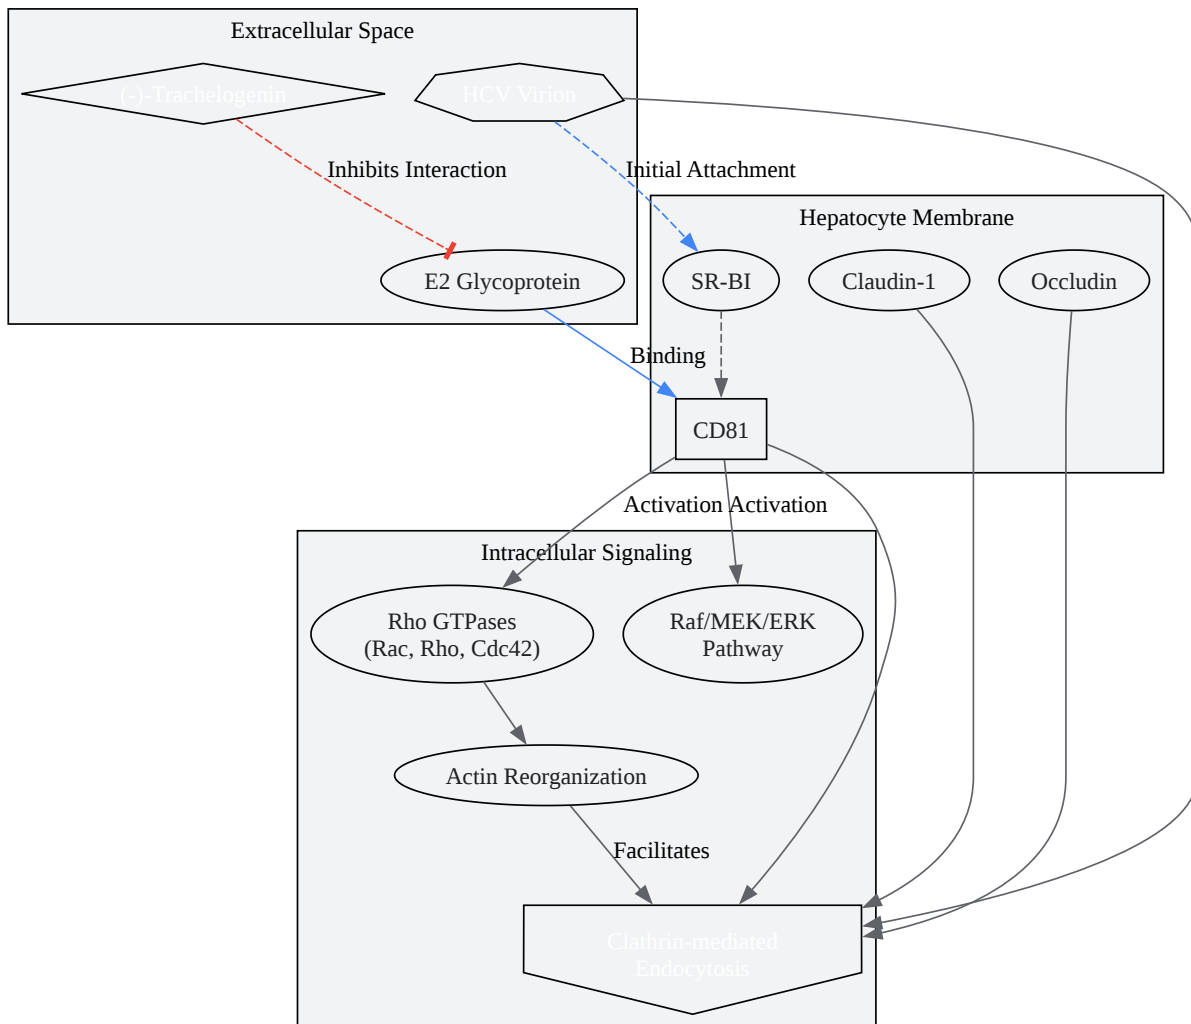 Extracellular Space
(-)-Trachelogenin
HCV Virion
Inhibits Interaction
Initial Attachment
Hepatocyte Membrane
E2 Glycoprotein
SR-BI
Claudin-1
Occludin
Binding
CD81
Activation
Activation
Intracellular Signaling
Rho GTPases
(Rac, Rho, Cdc42)
Raf/MEK/ERK
Pathway
Actin Reorganization
Facilitates
Clathrin-mediated
Endocytosis